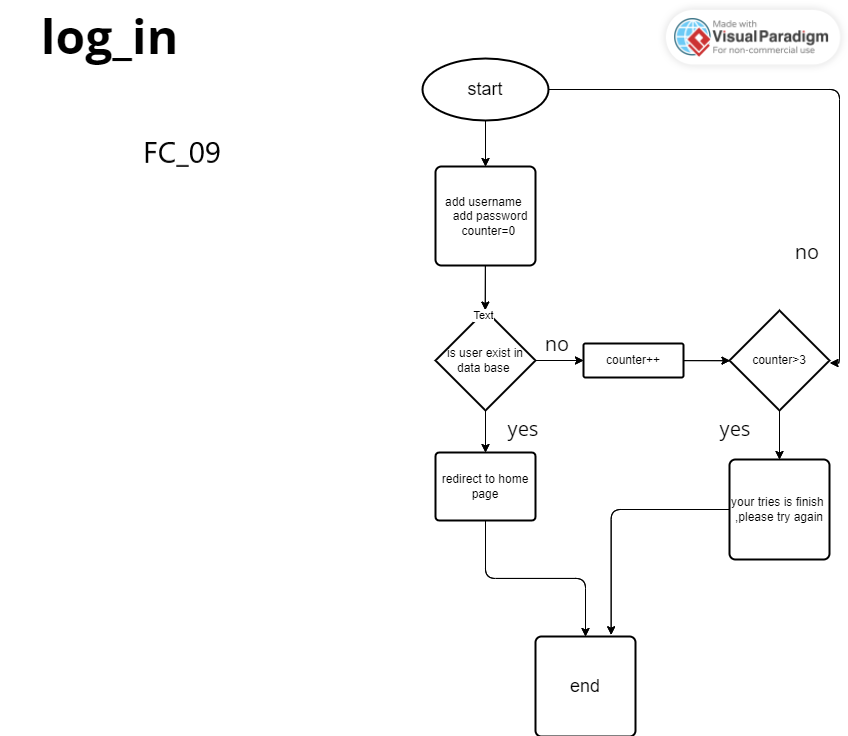 log_in
Made with
Visual Paradigm
For non-commercial use
start
FC_09
add username
add password
counter=0
no
Text
is user exist in
data base
no
counter++
counter>3
yes
yes
redirect to home
page
your tries is finish
,please try again
end